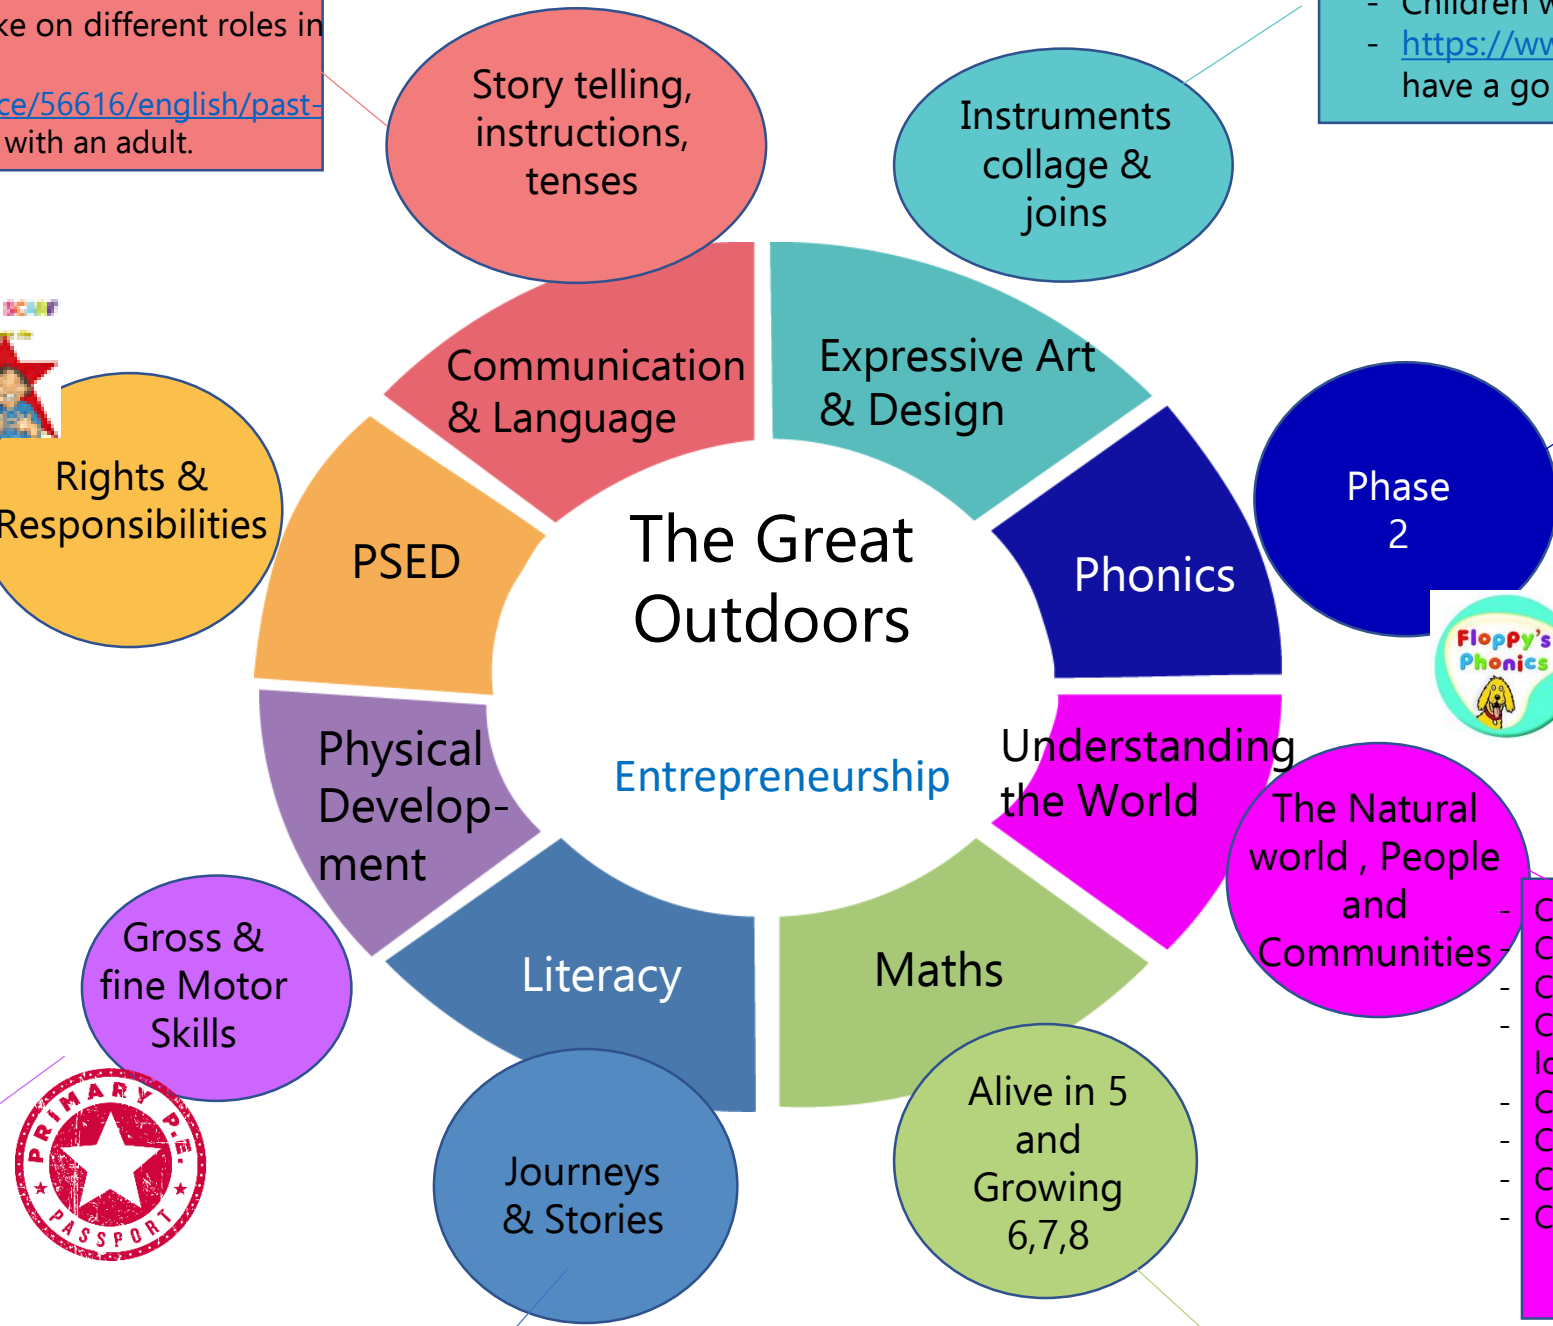 ke on different roles in
ce/56616/english/past-
with an adult.
Story telling,
instructions,
tenses
Instruments
collage &
joins
- Children w
- https://ww
have a go
SCARF
Communication
& Language
Expressive Art
& Design
Rights &
Responsibilities
PSED
The Great
Outdoors
Entrepreneurship
Phonics
Phase
2
Floppy's
Phonics
Understanding
the World
The Natural
world , People
and
Communities
- C
- C
- C
- C
lo
- C
- C
- C
- C
Physical
Develop-
ment
Gross &
fine Motor
Skills
PRIMARY P.E.
PASSPORT
Literacy
Maths
Journeys
& Stories
Alive in 5
and
Growing
6,7,8